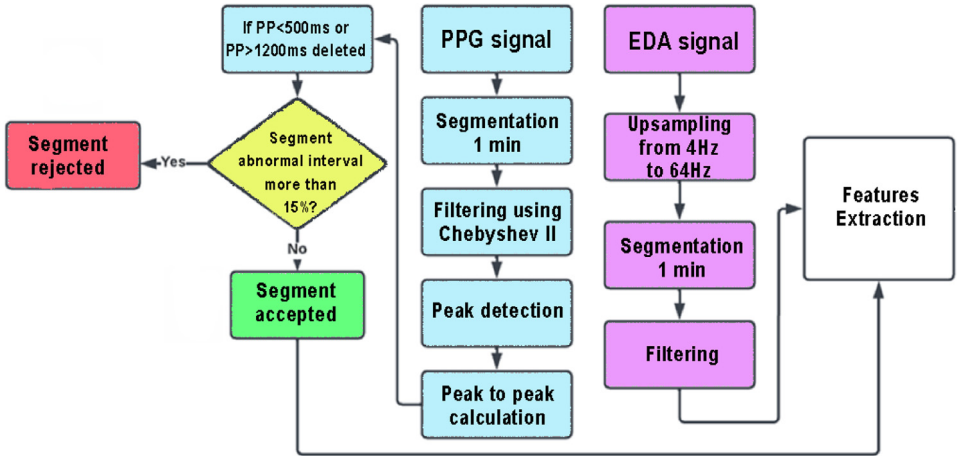 If PP<500ms or
PP>1200ms deleted
PPG signal
EDA signal
Segmentation
1 min
Upsampling
from 4Hz
to 64Hz
Segment
rejected
Yes
Segment
abnormal interval
more than
15%?
Features
Extraction
Filtering using
Chebyshev II
Segmentation
1 min
No
Segment
accepted
Peak detection
Filtering
Peak to peak
calculation